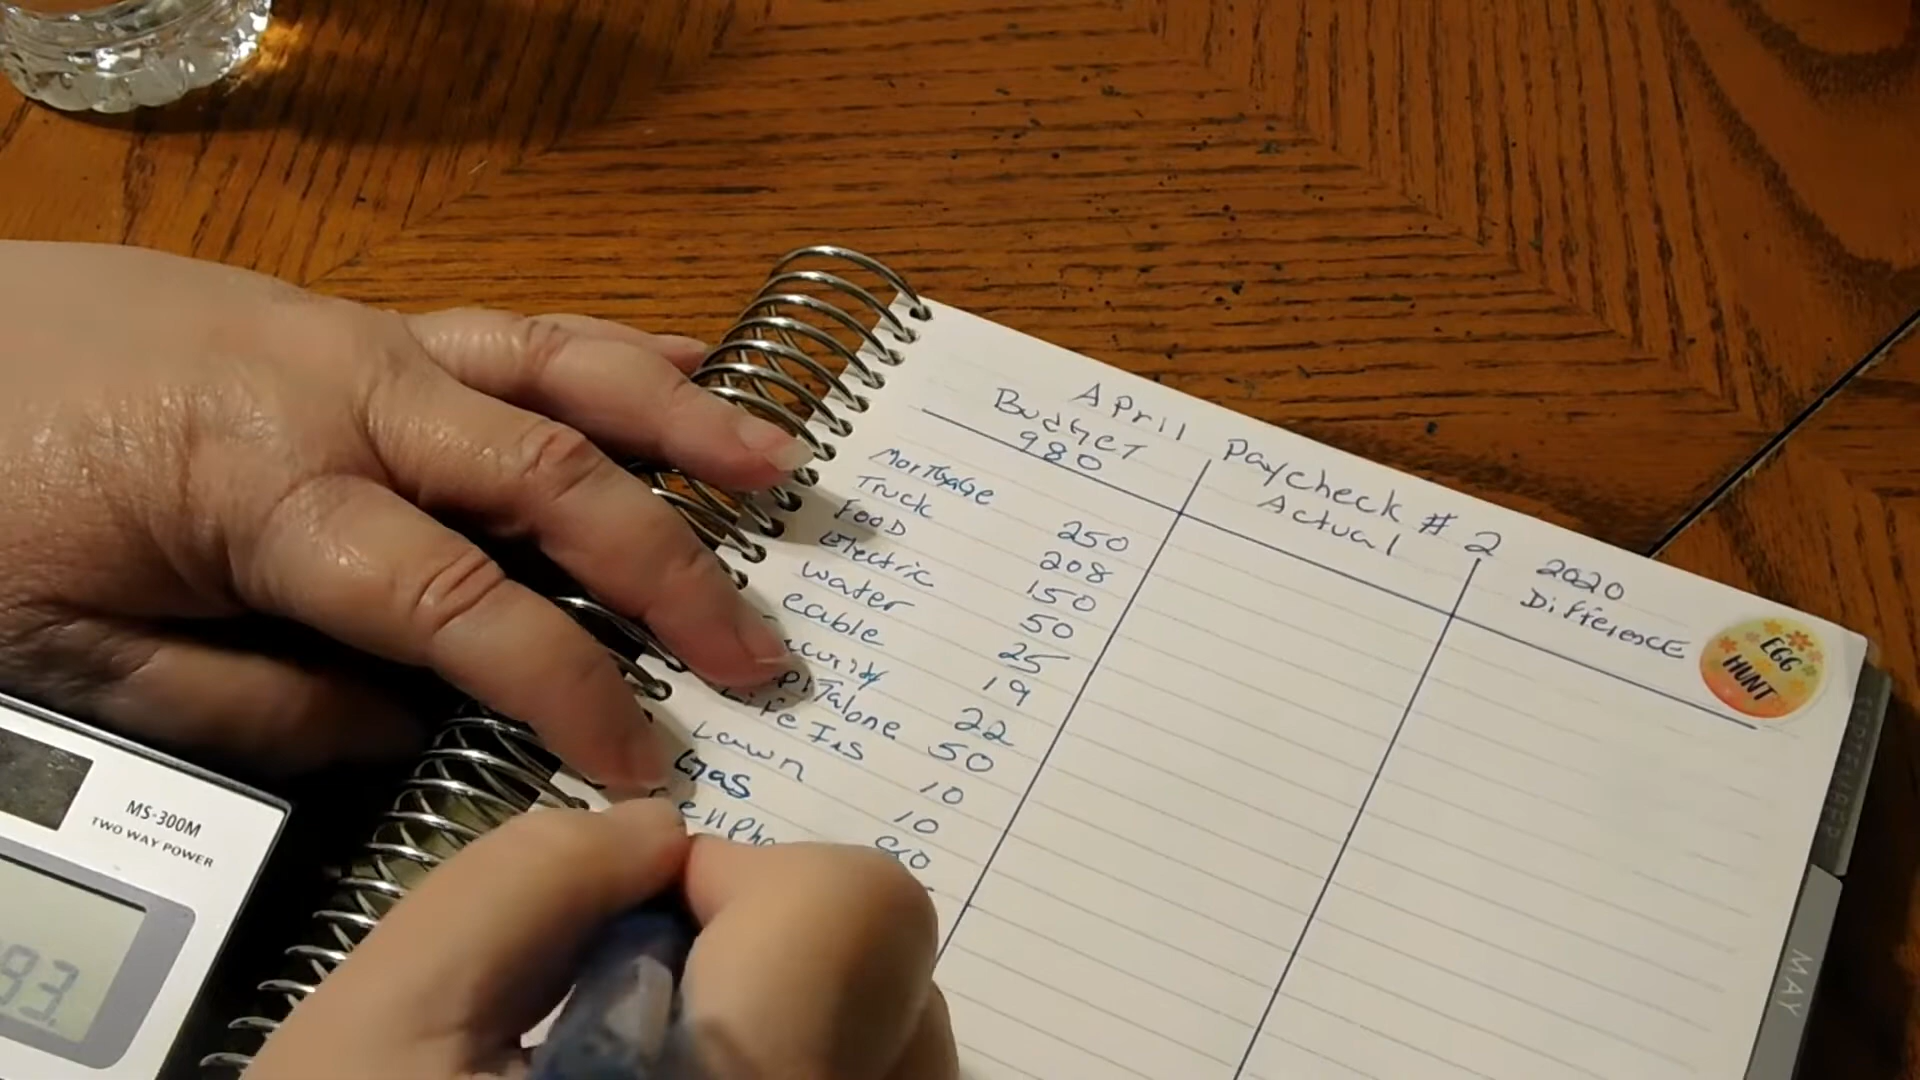 April Paycheck # 2 2020
Budget Actual Difference
980
Mortgage 250
Truck 208
Food 150
Electric 50
water 25
cable 19
22
50
Life Ins 10
Lawn 10
Gas
EGG
HUNT
MAY
MS-300M
TWO WAY POWER
93.